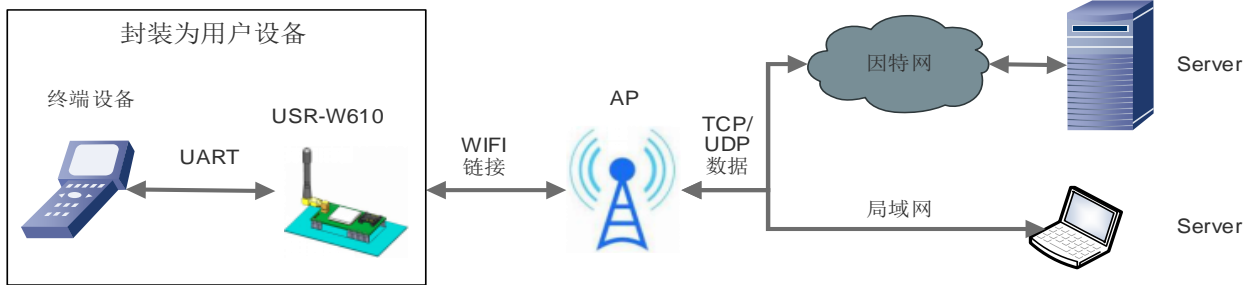 封装为用户设备
终端设备
USR-W610
UART
WIFI
链接
AP
TCP/
UDP
数据
因特网
Server
局域网
Server